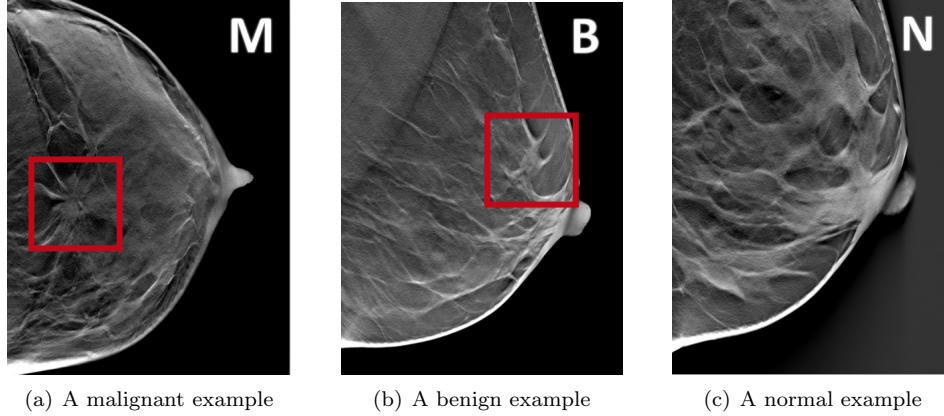 M
B
N
(a) A malignant example
(b) A benign example
(c) A normal example